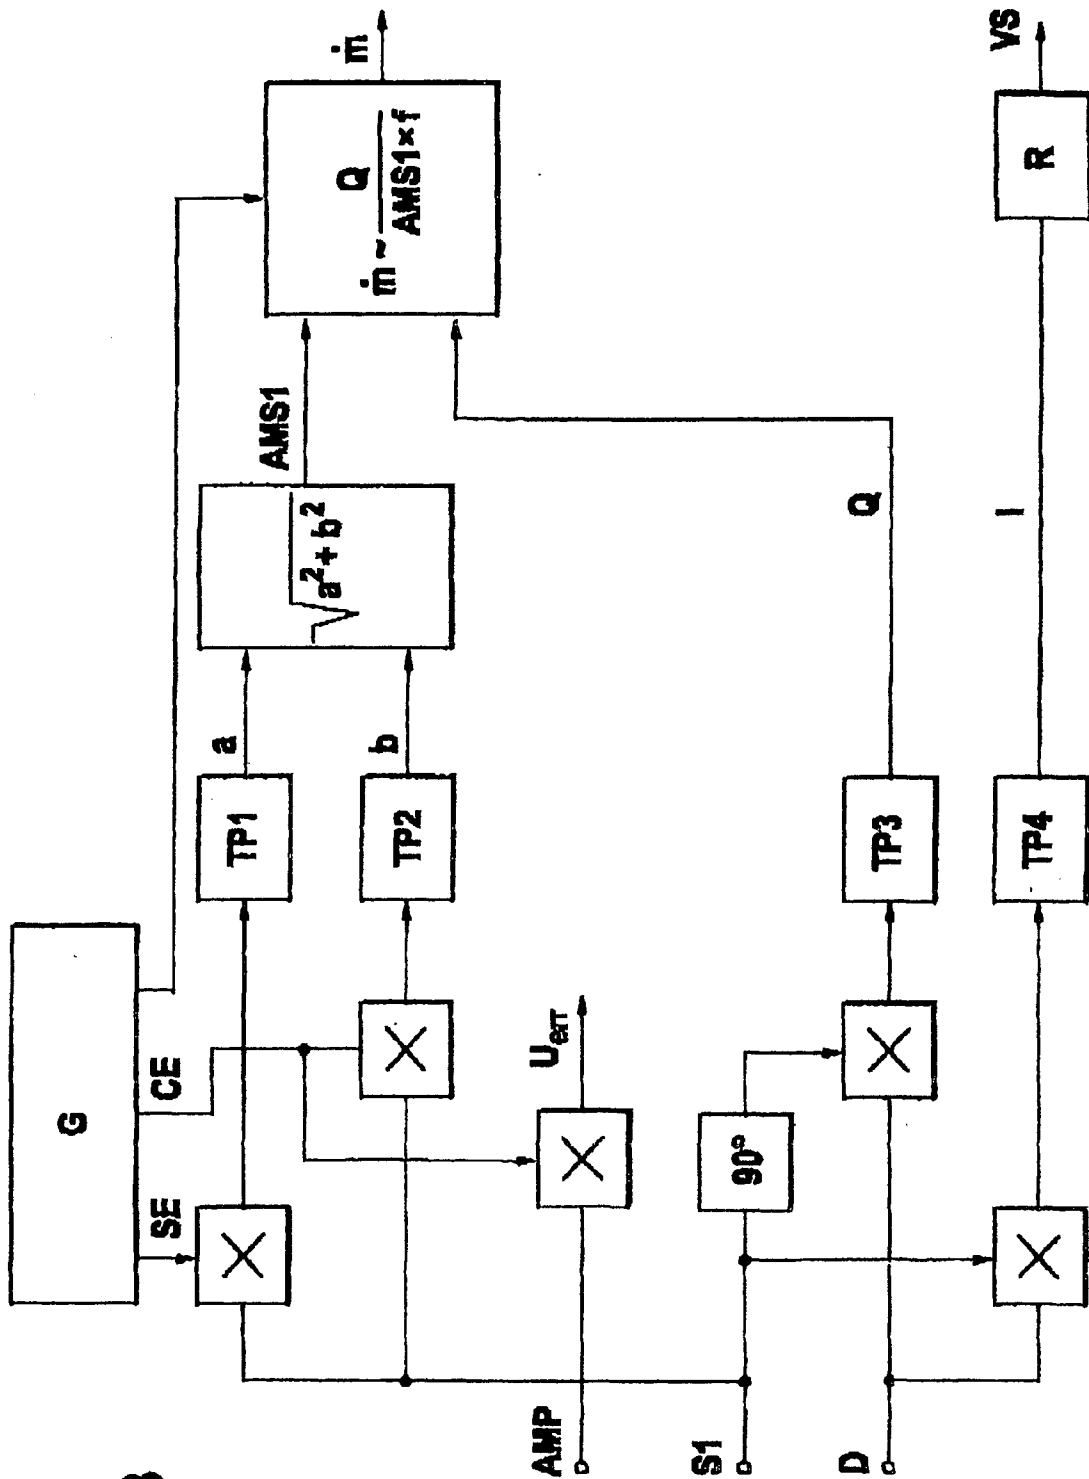 G
SE
CE
TP1
a
TP2
b
√a²+b²
AMS1
ṁ ~ Q / AMS1×f
ṁ
AMP
U_err
S1
90°
D
TP3
Q
TP4
I
R
VS